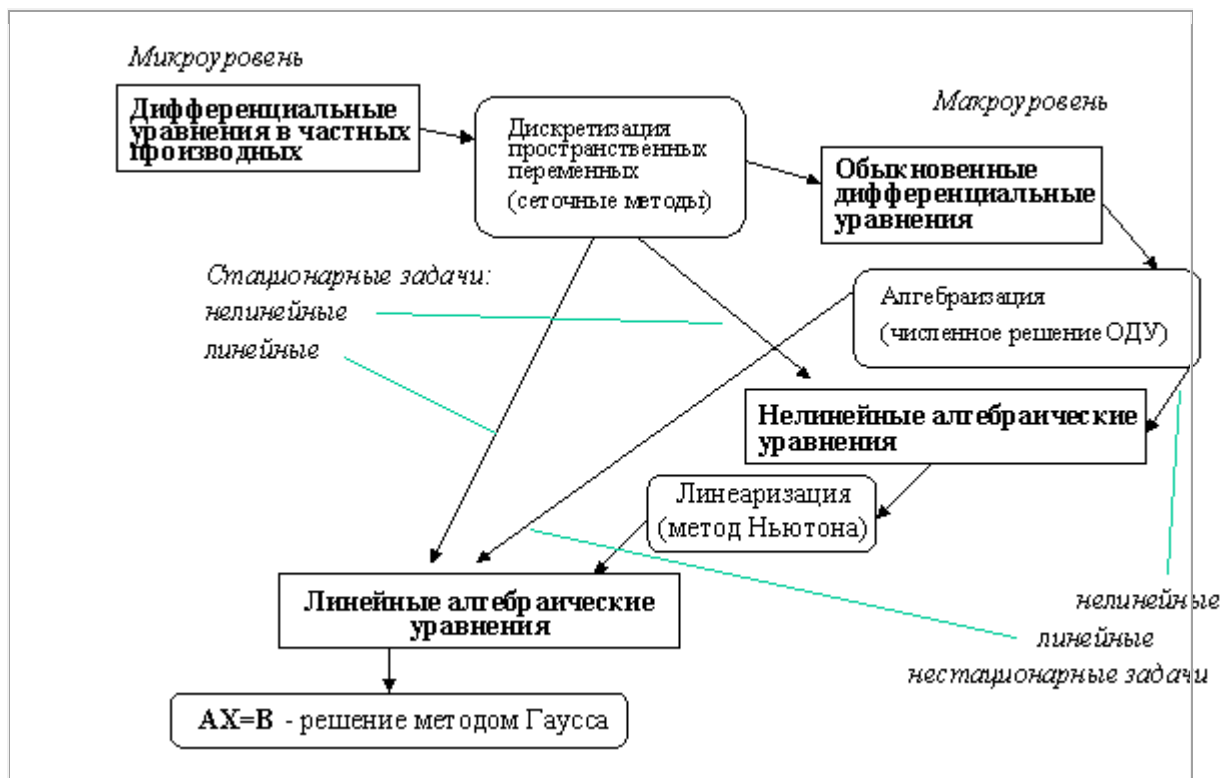 Микроуровень
Дифференциальные
уравнения в частных
производных
Дискретизация
пространственных
переменных
(сеточные методы)
Макроуровень
Обыкновенные
дифференциальные
уравнения
Стационарные задачи:
нелинейные
линейные
Алгебраизация
(численное решение ОДУ)
Нелинейные алгебраические
уравнения
Линеаризация
(метод Ньютона)
Линейные алгебраические
уравнения
нелинейные
линейные
нестационарные задачи
AX=B - решение методом Гаусса